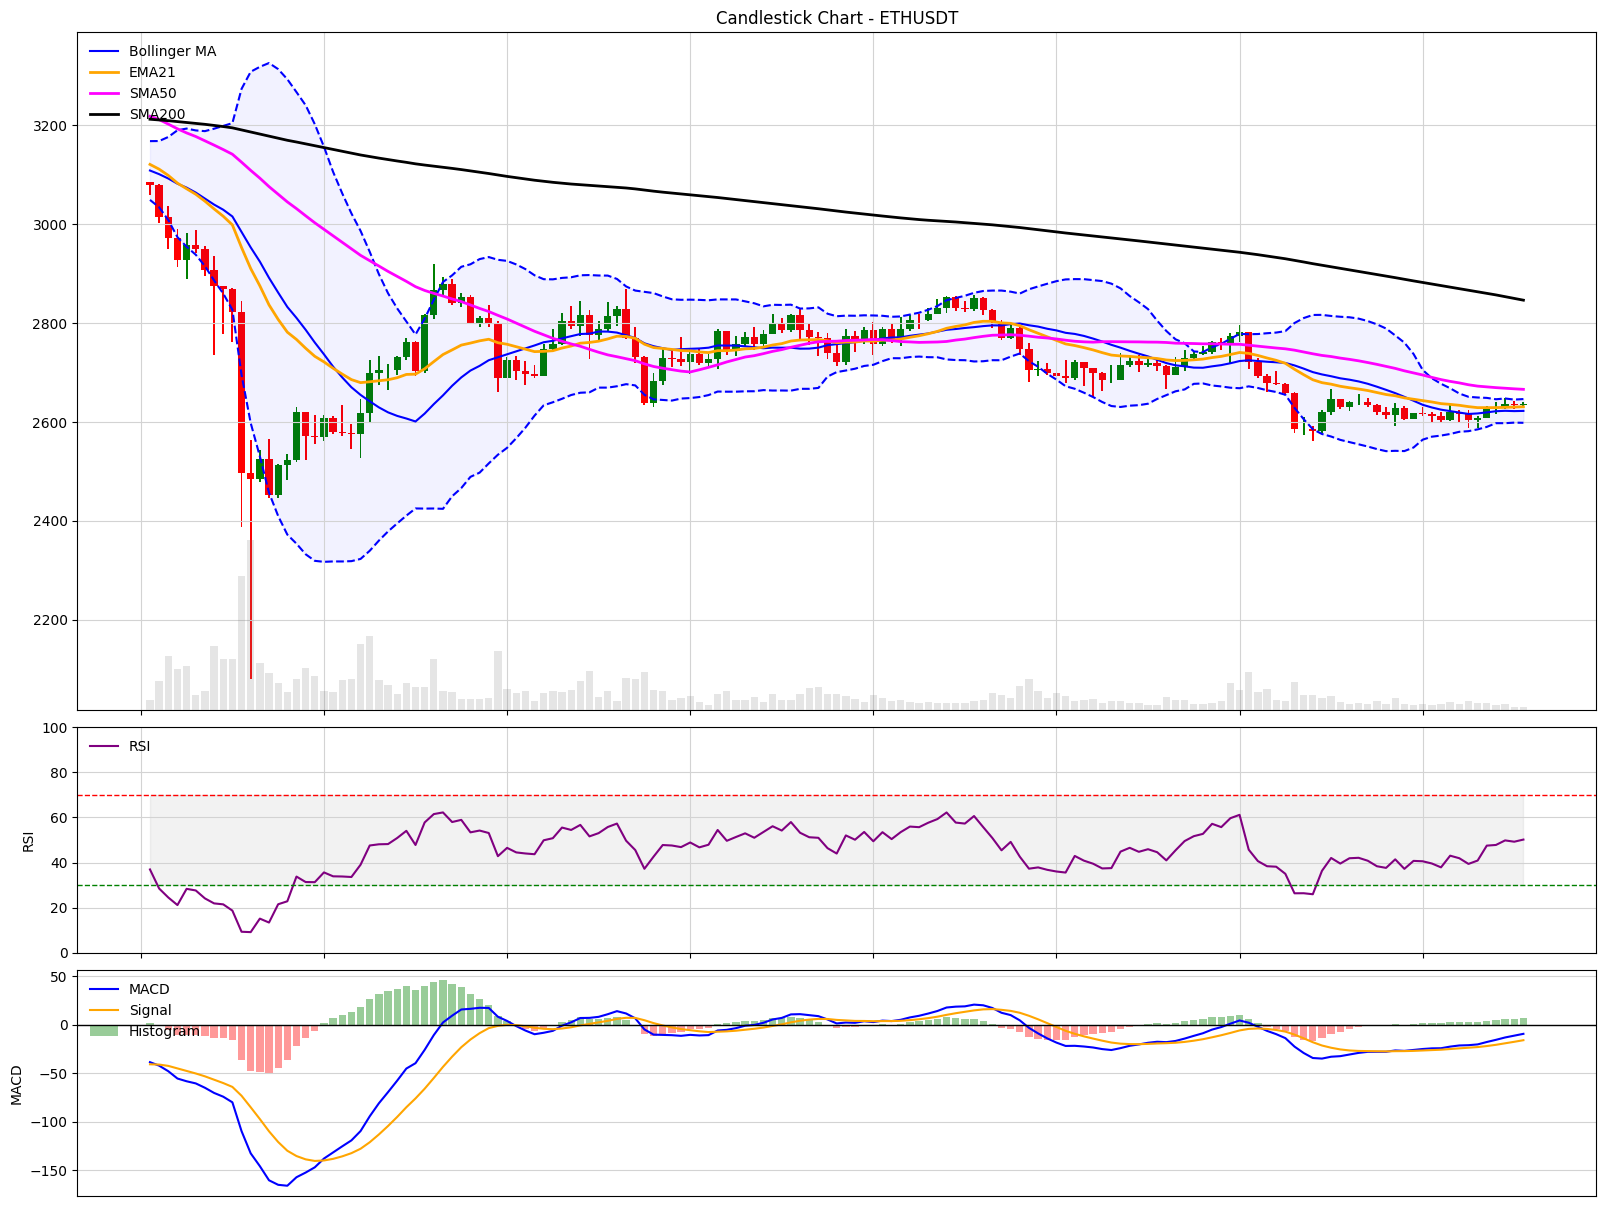 Candlestick Chart - ETHUSDT
Bollinger MA
EMA21
SMA50
SMA200
3200
3000
2800
2600
2400
2200
RSI
100
80
60
40
20
0
RSI
MACD
Signal
Histogram
50
0
−50
−100
−150
MACD